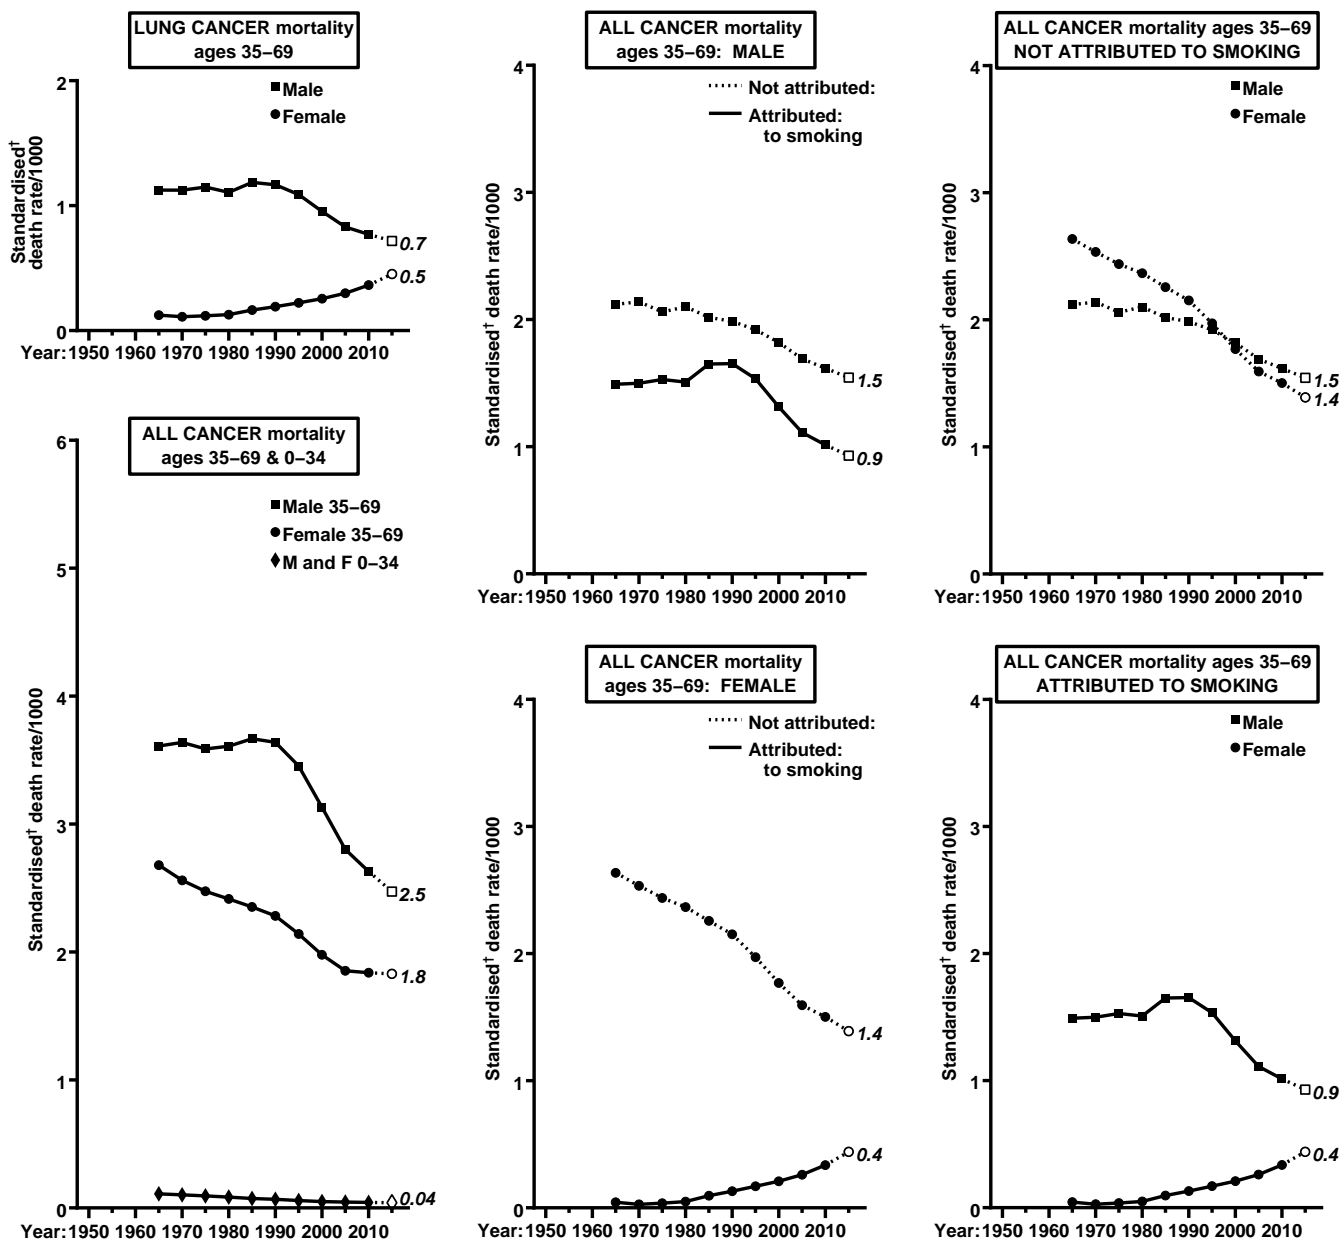 LUNG CANCER mortality
ages 35–69
2
1
0
Standardised†
death rate/1000
Male
Female
0.7
0.5
Year: 1950 1960 1970 1980 1990 2000 2010
ALL CANCER mortality
ages 35–69: MALE
4
3
2
1
0
Standardised† death rate/1000
Not attributed:
Attributed:
to smoking
1.5
0.9
Year: 1950 1960 1970 1980 1990 2000 2010
ALL CANCER mortality ages 35–69
NOT ATTRIBUTED TO SMOKING
4
3
2
1
0
Standardised† death rate/1000
Male
Female
1.5
1.4
Year: 1950 1960 1970 1980 1990 2000 2010
ALL CANCER mortality
ages 35–69 & 0–34
6
5
4
3
2
1
0
Standardised† death rate/1000
Male 35–69
Female 35–69
M and F 0–34
2.5
1.8
0.04
Year: 1950 1960 1970 1980 1990 2000 2010
ALL CANCER mortality
ages 35–69: FEMALE
4
3
2
1
0
Standardised† death rate/1000
Not attributed:
Attributed:
to smoking
1.4
0.4
Year: 1950 1960 1970 1980 1990 2000 2010
ALL CANCER mortality ages 35–69
ATTRIBUTED TO SMOKING
4
3
2
1
0
Standardised† death rate/1000
Male
Female
0.9
0.4
Year: 1950 1960 1970 1980 1990 2000 2010